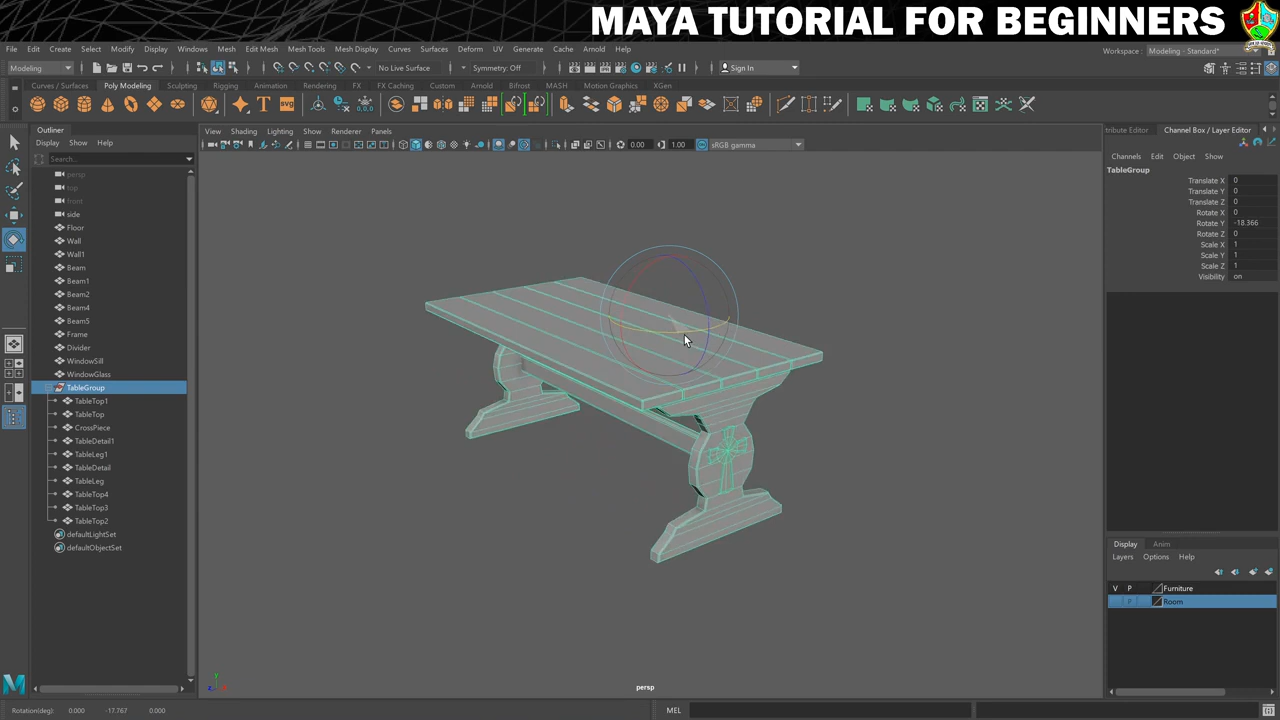 MAYA TUTORIAL FOR BEGINNERS
File Edit Create Select Modify Display Windows Mesh Edit Mesh Mesh Tools Mesh Display Curves Surfaces Deform UV Generate Cache Arnold Help
Workspace : Modeling - Standard*
Modeling No Live Surface Symmetry: Off Sign In
Curves / Surfaces Poly Modeling Sculpting Rigging Animation Rendering FX FX Caching Custom Arnold Bifrost MASH Motion Graphics XGen
Outliner
Display Show Help
Search...
persp
top
front
side
Floor
Wall
Wall1
Beam
Beam1
Beam2
Beam4
Beam5
Frame
Divider
WindowSill
WindowGlass
TableGroup
TableTop1
TableTop
CrossPiece
TableDetail1
TableLeg1
TableDetail
TableLeg
TableTop4
TableTop3
TableTop2
defaultLightSet
defaultObjectSet
View Shading Lighting Show Renderer Panels
0.00 1.00 sRGB gamma
persp
tribute Editor Channel Box / Layer Editor
Channels Edit Object Show
TableGroup
Translate X 0
Translate Y 0
Translate Z 0
Rotate X 0
Rotate Y -18.366
Rotate Z 0
Scale X 1
Scale Y 1
Scale Z 1
Visibility on
Display Anim
Layers Options Help
V P Furniture
P Room
Rotation(deg): 0.000 -17.767 0.000
MEL